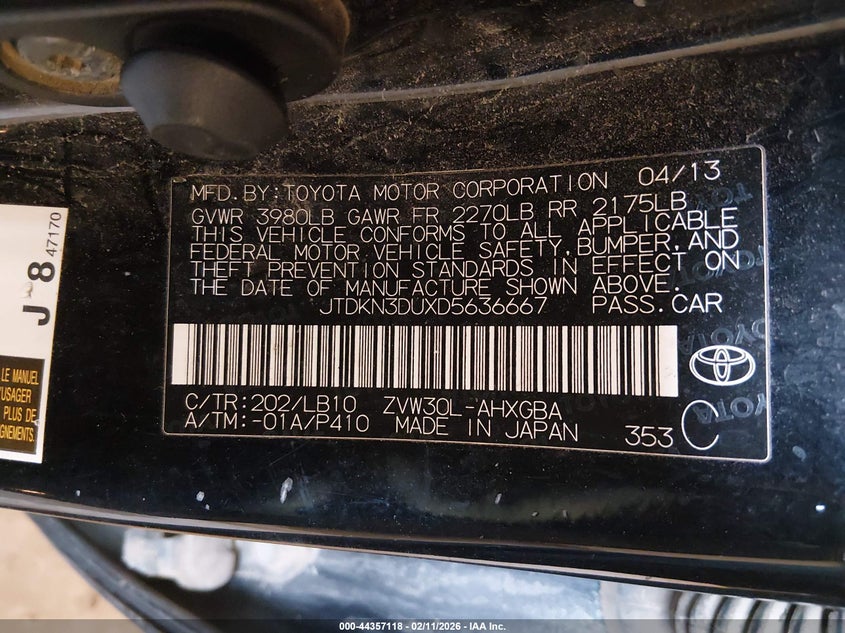 MFD.BY:TOYOTA MOTOR CORPORATION 04/13
GVWR 3980LB GAWR FR 2270LB RR 2175LB
THIS VEHICLE CONFORMS TO ALL APPLICABLE
FEDERAL MOTOR VEHICLE SAFETY,BUMPER,AND
THEFT PREVENTION STANDARDS IN EFFECT ON
THE DATE OF MANUFACTURE SHOWN ABOVE.
JTDKN3DUXD5636667 PASS.CAR
C/TR:202/LB10 ZVW30L-AHXGBA
A/TM:-01A/P410 MADE IN JAPAN 353 C
J 8 47170
LE MANUEL
'USAGER
PLUS DE
GNEMENTS.
TOYOTA
TOYOTA
TOYOTA
000-44357118 - 02/11/2026 - IAA Inc.